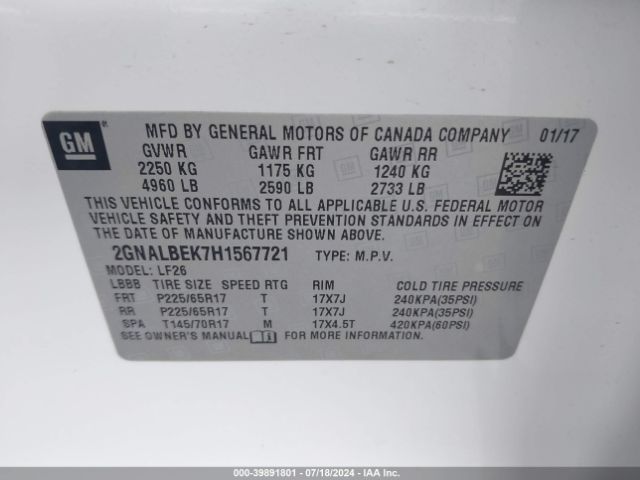 GM ® MFD BY GENERAL MOTORS OF CANADA COMPANY 01/17
GVWR GAWR FRT GAWR RR
2250 KG 1175 KG 1240 KG
4960 LB 2590 LB 2733 LB
THIS VEHICLE CONFORMS TO ALL APPLICABLE U.S. FEDERAL MOTOR
VEHICLE SAFETY AND THEFT PREVENTION STANDARDS IN EFFECT ON
THE DATE OF MANUFACTURE SHOWN ABOVE.
2GNALBEK7H1567721 TYPE: M.P.V.
MODEL: LF26
LBBB TIRE SIZE SPEED RTG RIM COLD TIRE PRESSURE
FRT P225/65R17 T 17X7J 240KPA(35PSI)
RR P225/65R17 T 17X7J 240KPA(35PSI)
SPA T145/70R17 M 17X4.5T 420KPA(60PSI)
SEE OWNER'S MANUAL FOR MORE INFORMATION.
000-39891801 - 07/18/2024 - IAA Inc.